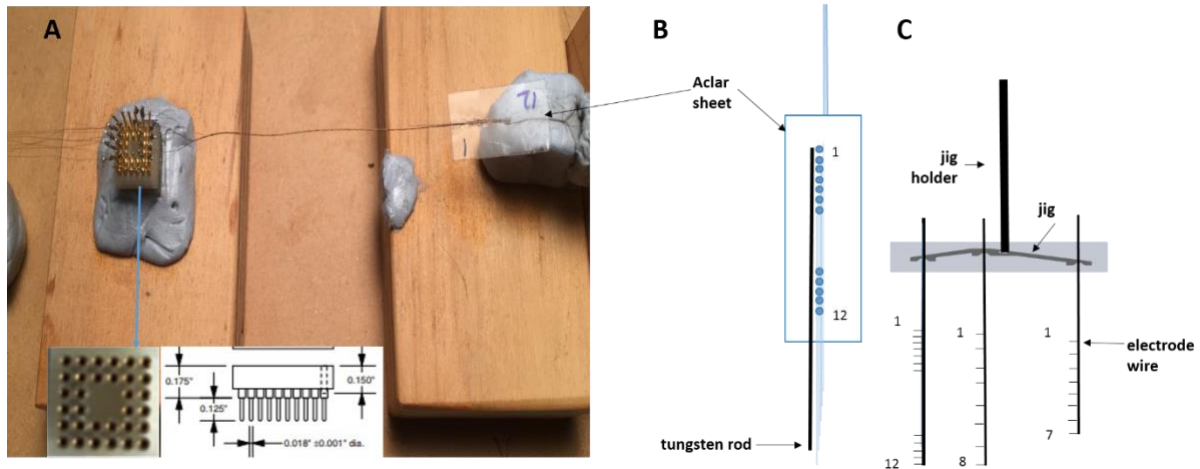 A
B
C
Aclar
sheet
12
1
1
12
tungsten rod
0.175"
0.125"
0.150"
0.018" ±0.001" dia.
jig
holder
jig
1
1
1
electrode
wire
7
12
8